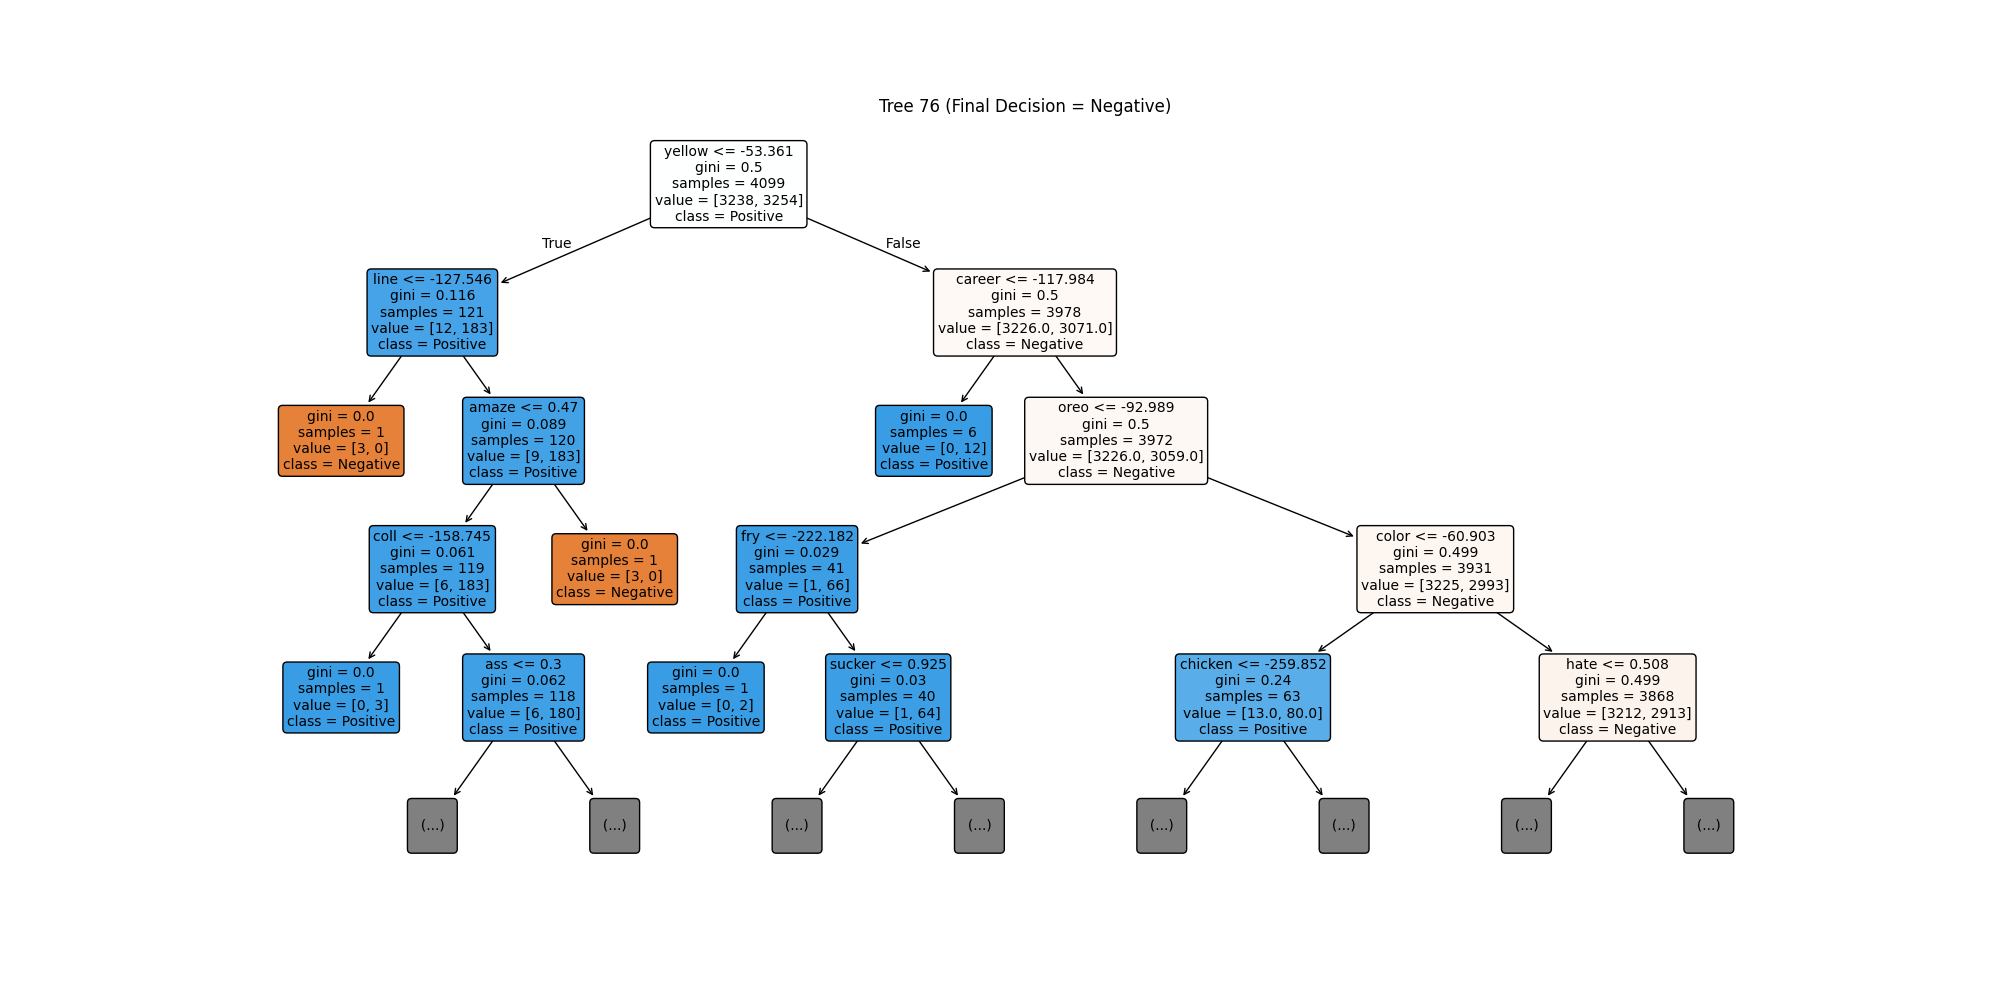 Tree 76 (Final Decision = Negative)
yellow <= -53.361
gini = 0.5
samples = 4099
value = [3238, 3254]
class = Positive
True
False
line <= -127.546
gini = 0.116
samples = 121
value = [12, 183]
class = Positive
career <= -117.984
gini = 0.5
samples = 3978
value = [3226.0, 3071.0]
class = Negative
gini = 0.0
samples = 1
value = [3, 0]
class = Negative
amaze <= 0.47
gini = 0.089
samples = 120
value = [9, 183]
class = Positive
gini = 0.0
samples = 6
value = [0, 12]
class = Positive
oreo <= -92.989
gini = 0.5
samples = 3972
value = [3226.0, 3059.0]
class = Negative
coll <= -158.745
gini = 0.061
samples = 119
value = [6, 183]
class = Positive
gini = 0.0
samples = 1
value = [3, 0]
class = Negative
fry <= -222.182
gini = 0.029
samples = 41
value = [1, 66]
class = Positive
color <= -60.903
gini = 0.499
samples = 3931
value = [3225, 2993]
class = Negative
gini = 0.0
samples = 1
value = [0, 3]
class = Positive
ass <= 0.3
gini = 0.062
samples = 118
value = [6, 180]
class = Positive
gini = 0.0
samples = 1
value = [0, 2]
class = Positive
sucker <= 0.925
gini = 0.03
samples = 40
value = [1, 64]
class = Positive
chicken <= -259.852
gini = 0.24
samples = 63
value = [13.0, 80.0]
class = Positive
hate <= 0.508
gini = 0.499
samples = 3868
value = [3212, 2913]
class = Negative
(...)
(...)
(...)
(...)
(...)
(...)
(...)
(...)